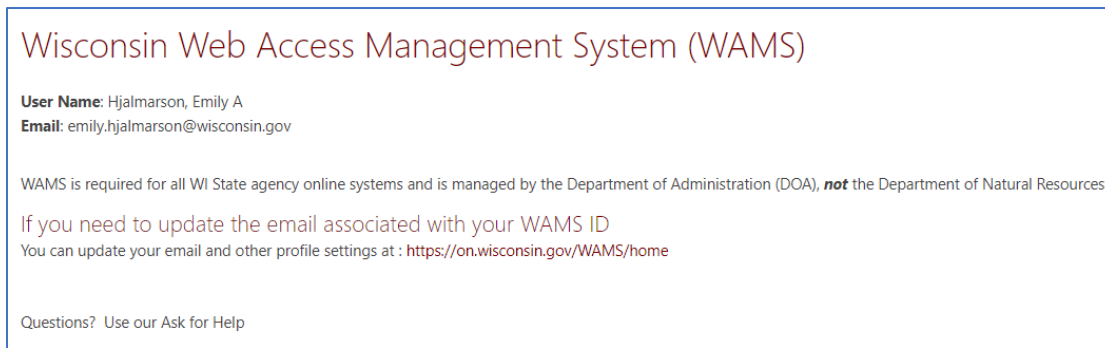 Wisconsin Web Access Management System (WAMS)
User Name: Hjalmarson, Emily A
Email: emily.hjalmarson@wisconsin.gov
WAMS is required for all WI State agency online systems and is managed by the Department of Administration (DOA), not the Department of Natural Resources
If you need to update the email associated with your WAMS ID
You can update your email and other profile settings at : https://on.wisconsin.gov/WAMS/home
Questions?  Use our Ask for Help